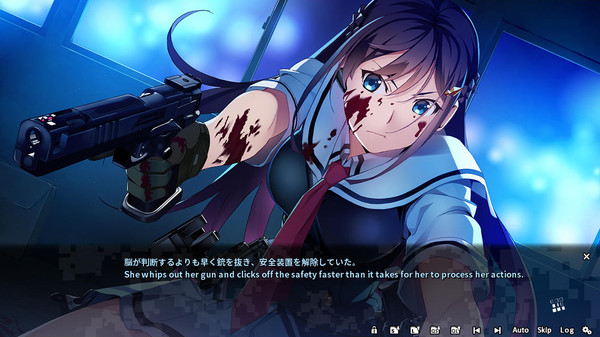 脳が判断するよりも早く銃を抜き、安全装置を解除していた。
She whips out her gun and clicks off the safety faster than it takes for her to process her actions.
Auto Skip Log